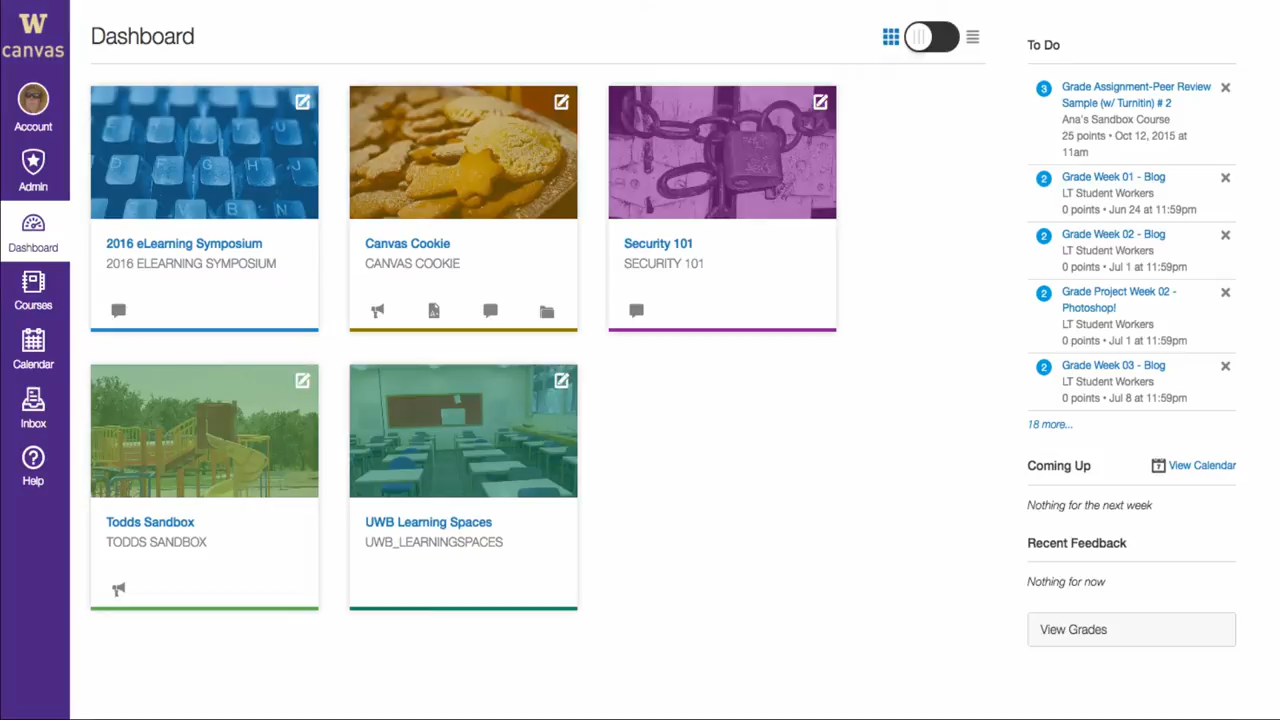 W
canvas
Account
Admin
Dashboard
Courses
Calendar
Inbox
Help
Dashboard
2016 eLearning Symposium
2016 ELEARNING SYMPOSIUM
Canvas Cookie
CANVAS COOKIE
Security 101
SECURITY 101
Todds Sandbox
TODDS SANDBOX
UWB Learning Spaces
UWB_LEARNINGSPACES
To Do
3 Grade Assignment-Peer Review
Sample (w/ Turnitin) # 2
Ana's Sandbox Course
25 points • Oct 12, 2015 at
11am
2 Grade Week 01 - Blog
LT Student Workers
0 points • Jun 24 at 11:59pm
2 Grade Week 02 - Blog
LT Student Workers
0 points • Jul 1 at 11:59pm
2 Grade Project Week 02 -
Photoshop!
LT Student Workers
0 points • Jul 1 at 11:59pm
2 Grade Week 03 - Blog
LT Student Workers
0 points • Jul 8 at 11:59pm
18 more...
Coming Up
7 View Calendar
Nothing for the next week
Recent Feedback
Nothing for now
View Grades